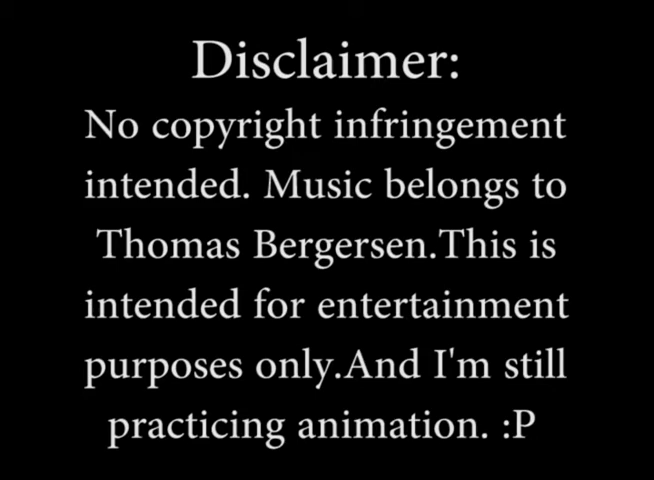 Disclaimer:
No copyright infringement
intended. Music belongs to
Thomas Bergersen.This is
intended for entertainment
purposes only.And I'm still
practicing animation. :P